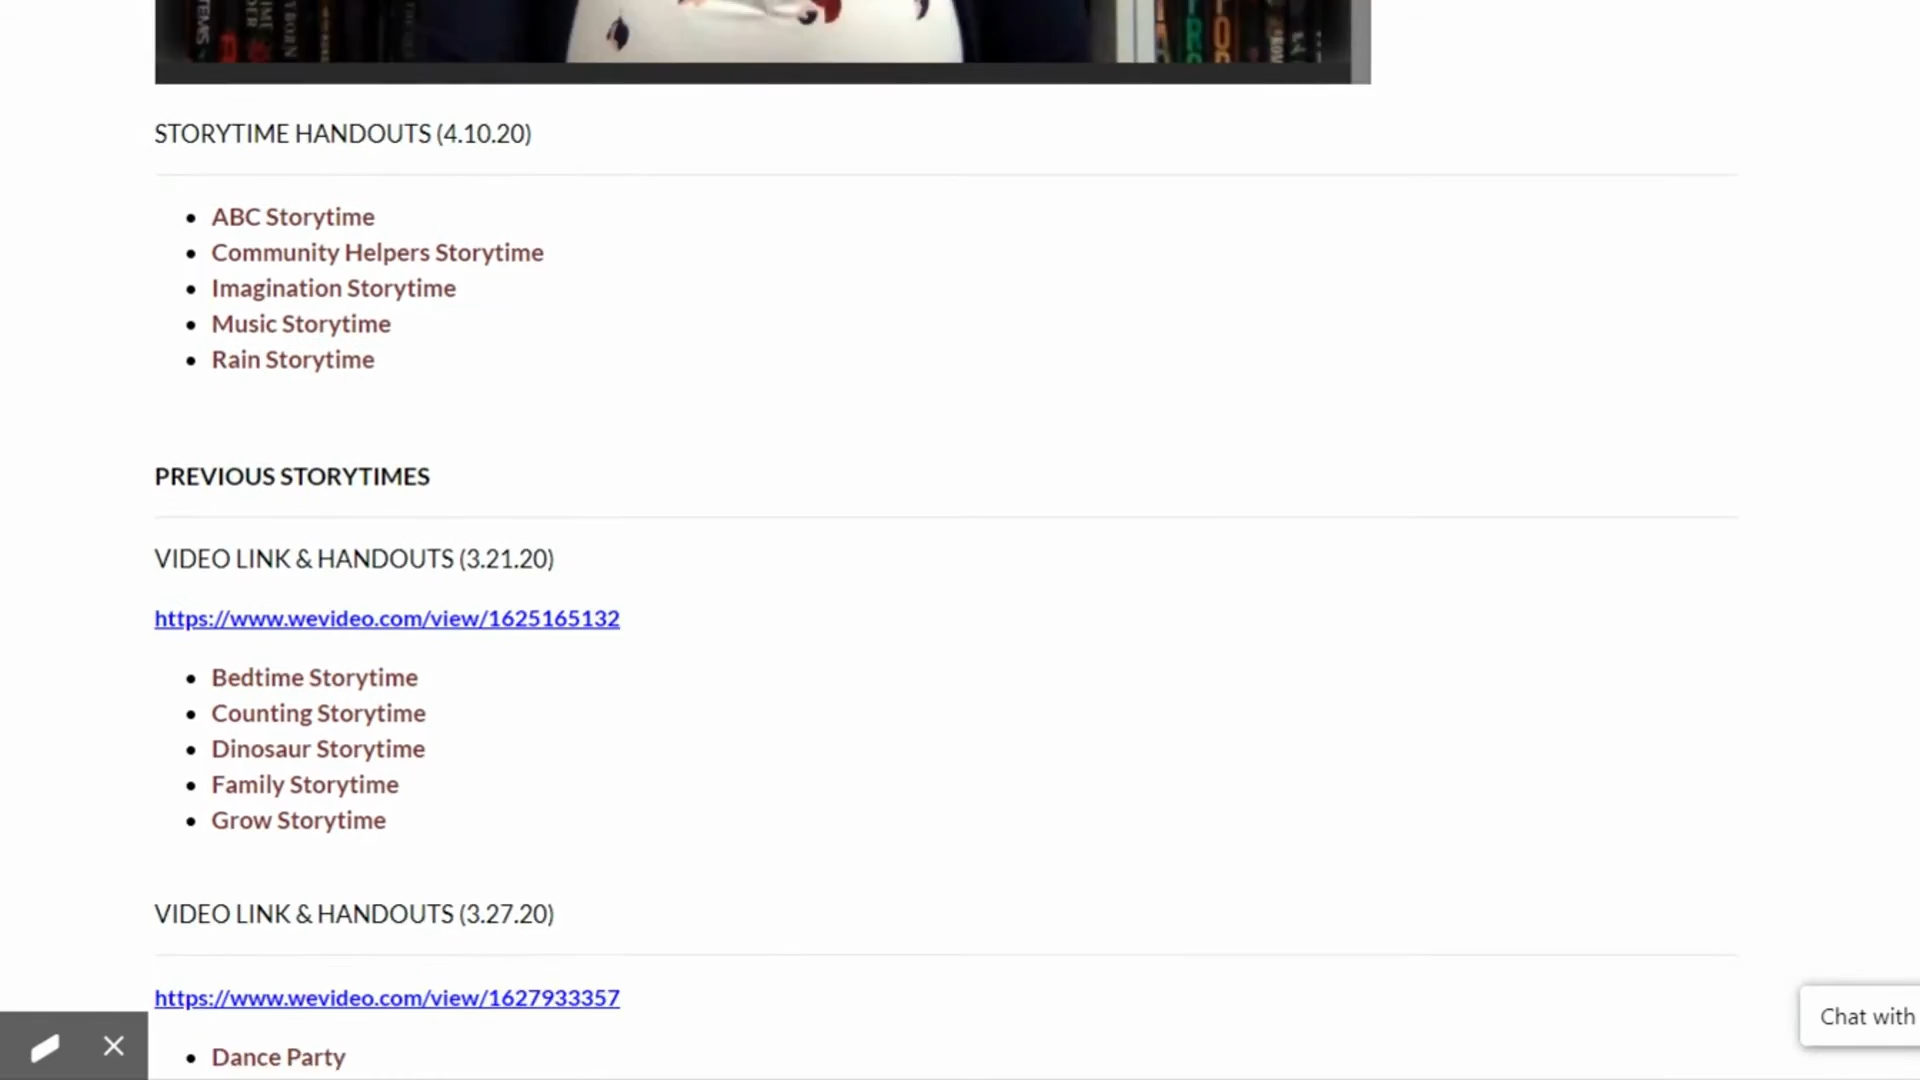 STORYTIME HANDOUTS (4.10.20)
ABC Storytime
Community Helpers Storytime
Imagination Storytime
Music Storytime
Rain Storytime
PREVIOUS STORYTIMES
VIDEO LINK & HANDOUTS (3.21.20)
https://www.wevideo.com/view/1625165132
Bedtime Storytime
Counting Storytime
Dinosaur Storytime
Family Storytime
Grow Storytime
VIDEO LINK & HANDOUTS (3.27.20)
https://www.wevideo.com/view/1627933357
Chat with
Dance Party